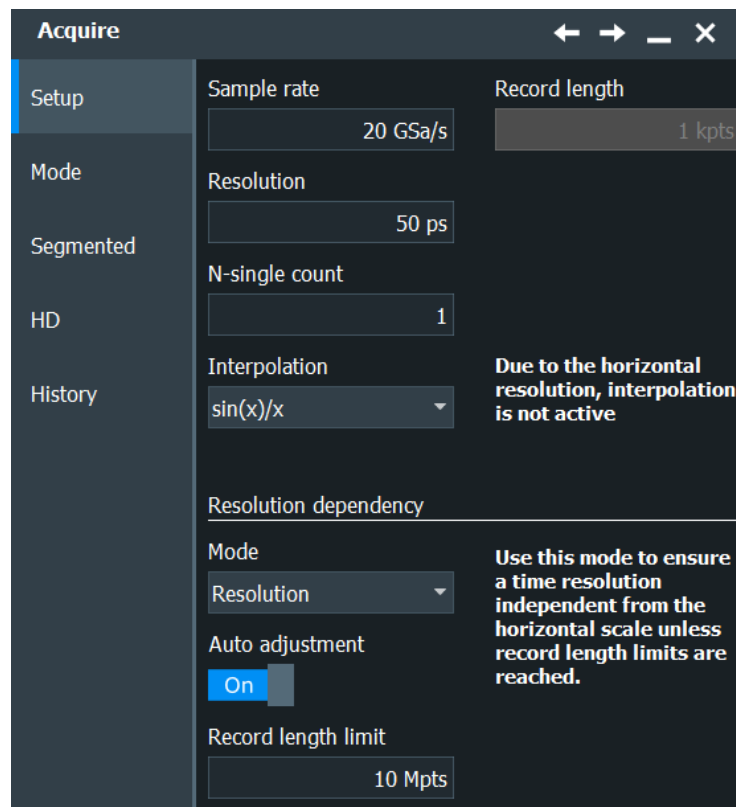 Acquire
Setup
Mode
Segmented
HD
History
Sample rate
20 GSa/s
Record length
1 kpts
Resolution
50 ps
N-single count
1
Interpolation
sin(x)/x
Due to the horizontal
resolution, interpolation
is not active
Resolution dependency
Mode
Resolution
Use this mode to ensure
a time resolution
independent from the
horizontal scale unless
record length limits are
reached.
Auto adjustment
On
Record length limit
10 Mpts